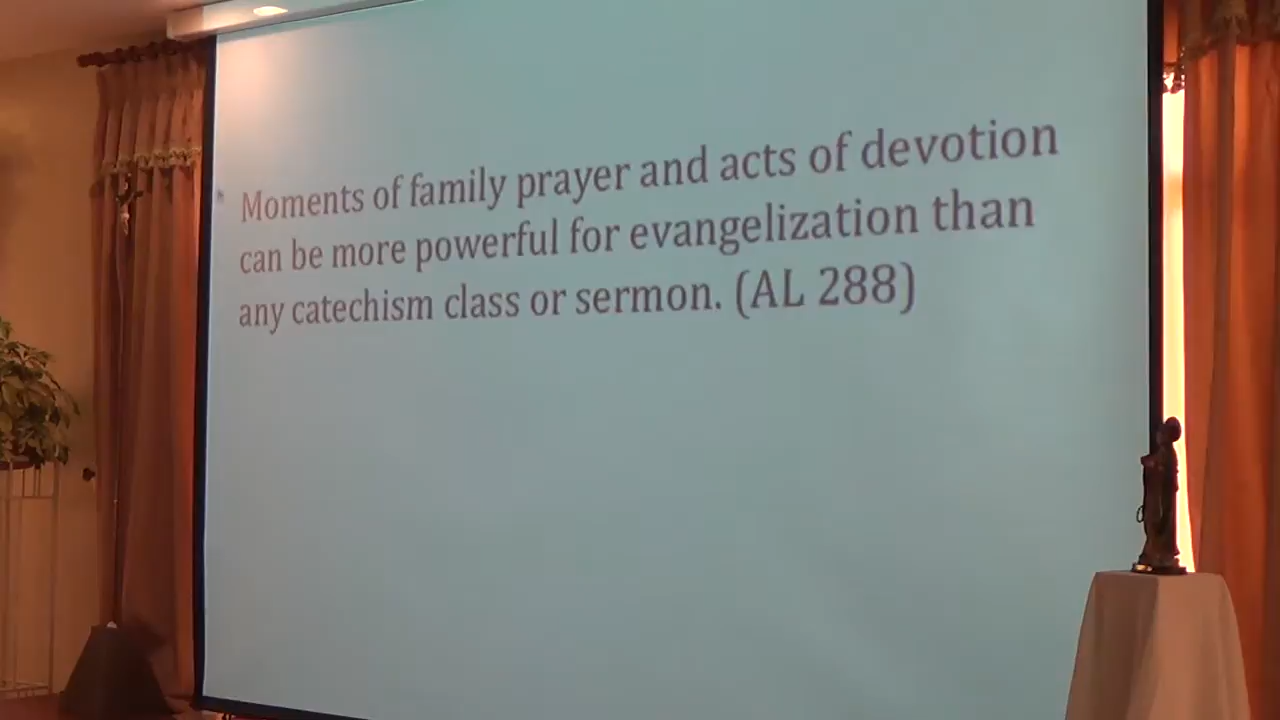 Moments of family prayer and acts of devotion
can be more powerful for evangelization than
any catechism class or sermon. (AL 288)